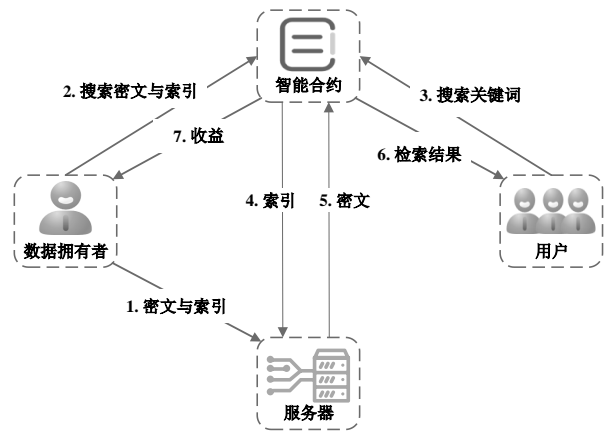 智能合约
2. 搜索密文与索引
3. 搜索关键词
7. 收益
6. 检索结果
4. 索引
5. 密文
数据拥有者
用户
1. 密文与索引
服务器